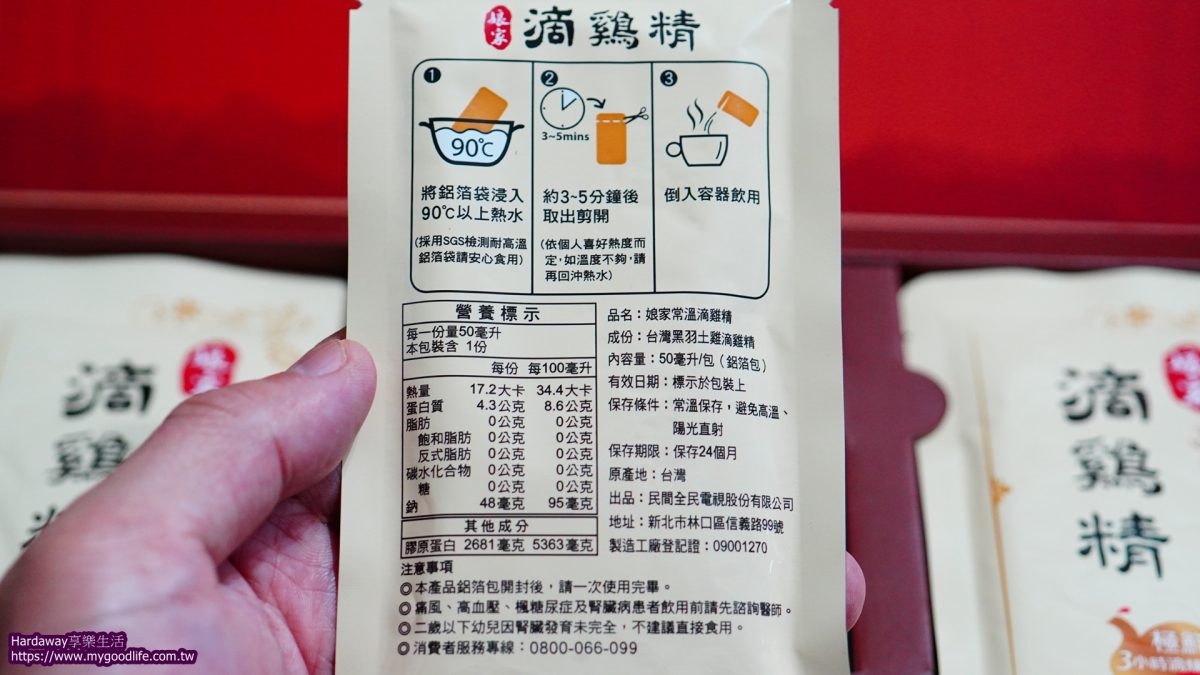 娘家
滴鷄精
1
2
3
90℃
3~5mins
將鋁箔袋浸入
90℃以上熱水
(採用SGS檢測耐高溫
鋁箔袋請安心食用)
約3~5分鐘後
取出剪開
(依個人喜好熱度而
定,如溫度不夠,請
再回沖熱水)
倒入容器飲用
營養標示
每一份量50毫升
本包裝含 1份
每份 每100毫升
熱量 17.2大卡 34.4大卡
蛋白質 4.3公克 8.6公克
脂肪 0公克 0公克
飽和脂肪 0公克 0公克
反式脂肪 0公克 0公克
碳水化合物 0公克 0公克
糖 0公克 0公克
鈉 48毫克 95毫克
其他成分
膠原蛋白 2681毫克 5363毫克
品名：娘家常溫滴雞精
成份：台灣黑羽土雞滴雞精
內容量：50毫升/包（鋁箔包）
有效日期：標示於包裝上
保存條件：常溫保存，避免高溫、
陽光直射
保存期限：保存24個月
原產地：台灣
出品：民間全民電視股份有限公司
地址：新北市林口區信義路99號
製造工廠登記證：09001270
注意事項
◎本產品鋁箔包開封後，請一次使用完畢。
◎痛風、高血壓、楓糖尿症及腎臟病患者飲用前請先諮詢醫師。
◎二歲以下幼兒因腎臟發育未完全，不建議直接食用。
◎消費者服務專線：0800-066-099
娘家
滴鷄
滴鷄精
3小時滴
Hardaway享樂生活
https://www.mygoodlife.com.tw